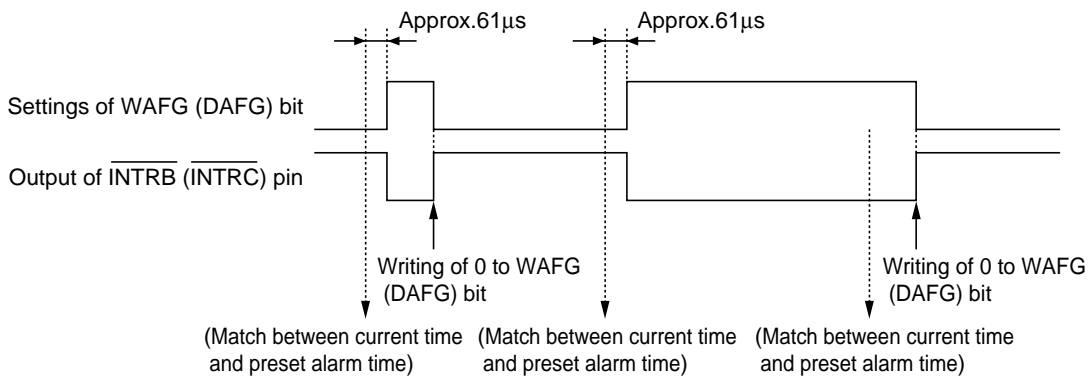 Approx.61μs
Approx.61μs
Settings of WAFG (DAFG) bit
Output of INTRB (INTRC) pin
Writing of 0 to WAFG
(DAFG) bit
Writing of 0 to WAFG
(DAFG) bit
(Match between current time
and preset alarm time)
(Match between current time
and preset alarm time)
(Match between current time
and preset alarm time)